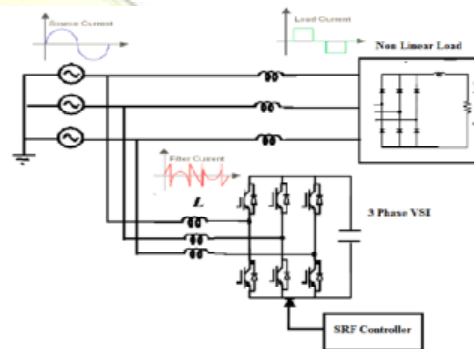 Source Current
Load Current
Non Linear Load
Filter Current
L
3 Phase VSI
SRF Controller